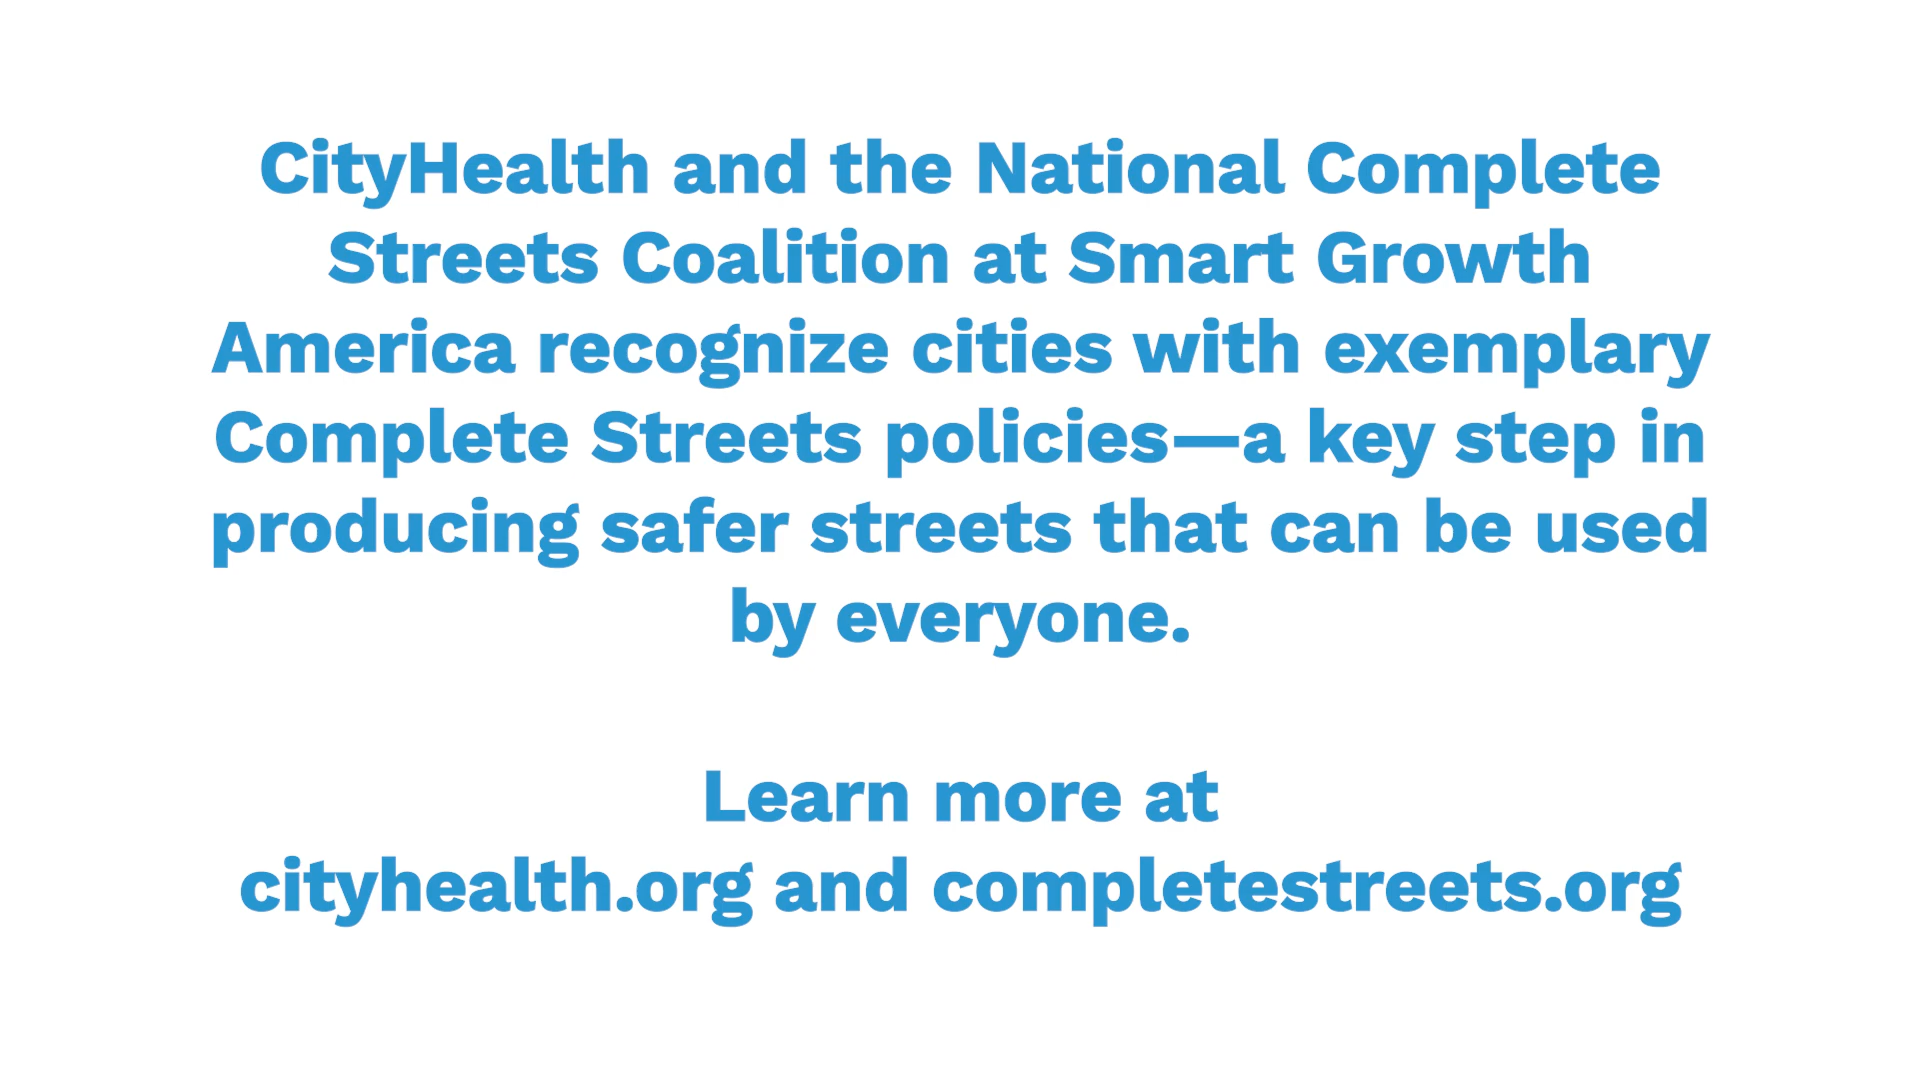 CityHealth and the National Complete
Streets Coalition at Smart Growth
America recognize cities with exemplary
Complete Streets policies—a key step in
producing safer streets that can be used
by everyone.
Learn more at
cityhealth.org and completestreets.org